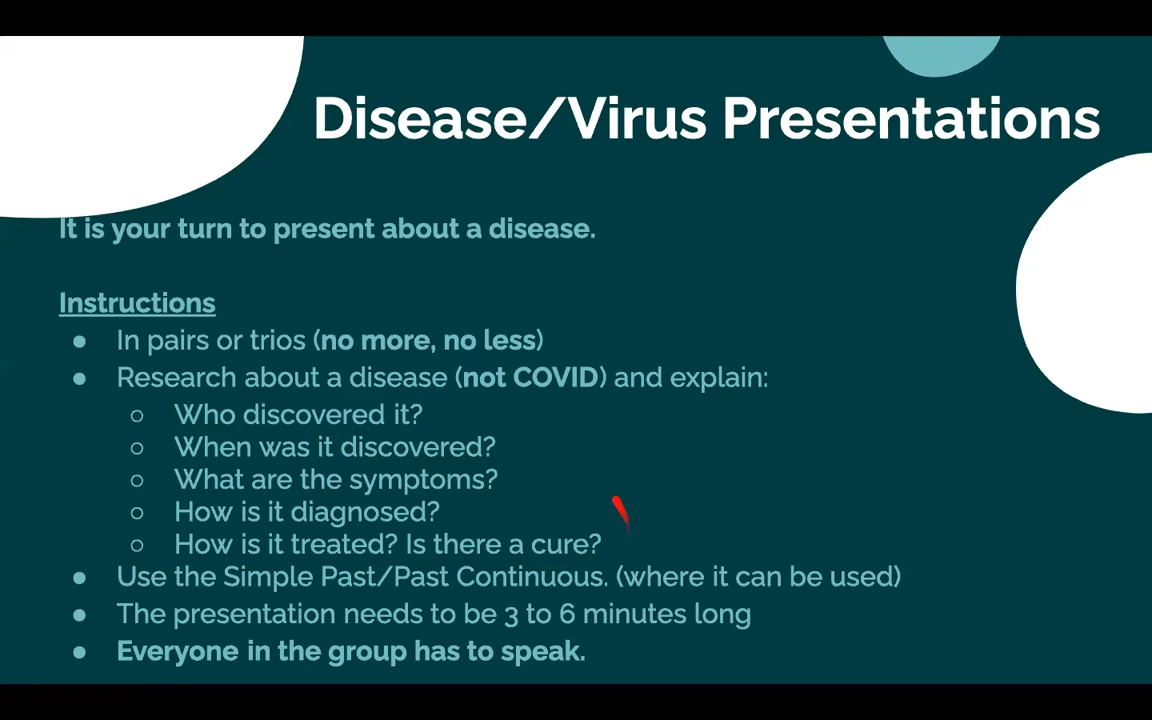 Disease/Virus Presentations
It is your turn to present about a disease.
Instructions
● In pairs or trios (no more, no less)
● Research about a disease (not COVID) and explain:
○ Who discovered it?
○ When was it discovered?
○ What are the symptoms?
○ How is it diagnosed?
○ How is it treated? Is there a cure?
● Use the Simple Past/Past Continuous. (where it can be used)
● The presentation needs to be 3 to 6 minutes long
● Everyone in the group has to speak.